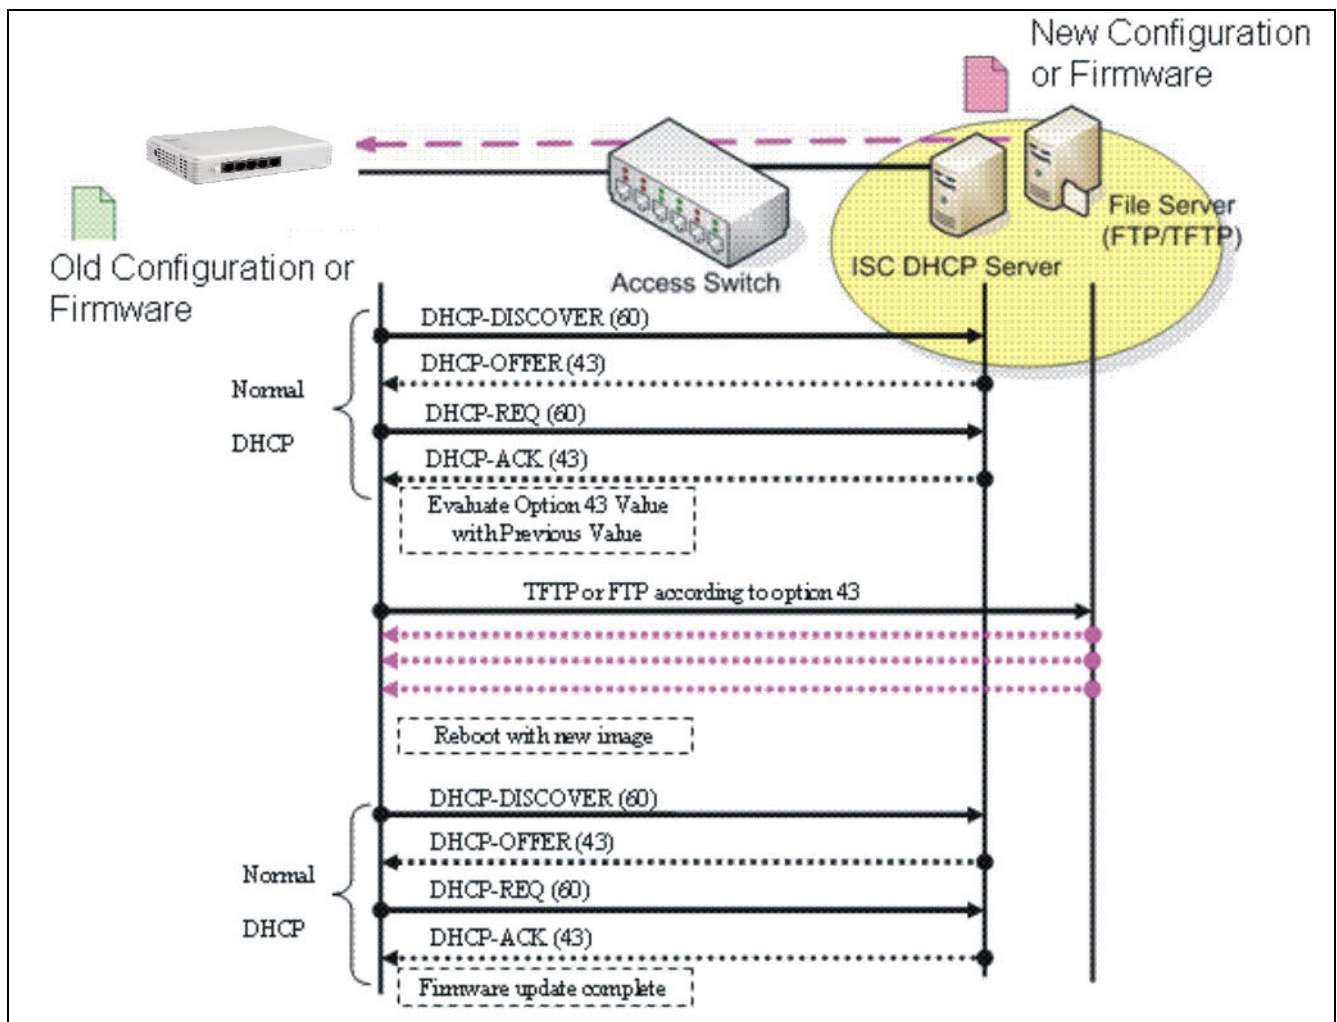 New Configuration
or Firmware
File Server
(FTP/TFTP)
ISC DHCP Server
Access Switch
Old Configuration or
Firmware
DHCP-DISCOVER (60)
DHCP-OFFER (43)
Normal
DHCP-REQ (60)
DHCP
DHCP-ACK (43)
Evaluate Option 43 Value
with Previous Value
TFTP or FTP according to option 43
Reboot with new image
DHCP-DISCOVER (60)
DHCP-OFFER (43)
Normal
DHCP-REQ (60)
DHCP
DHCP-ACK (43)
Firmware update complete